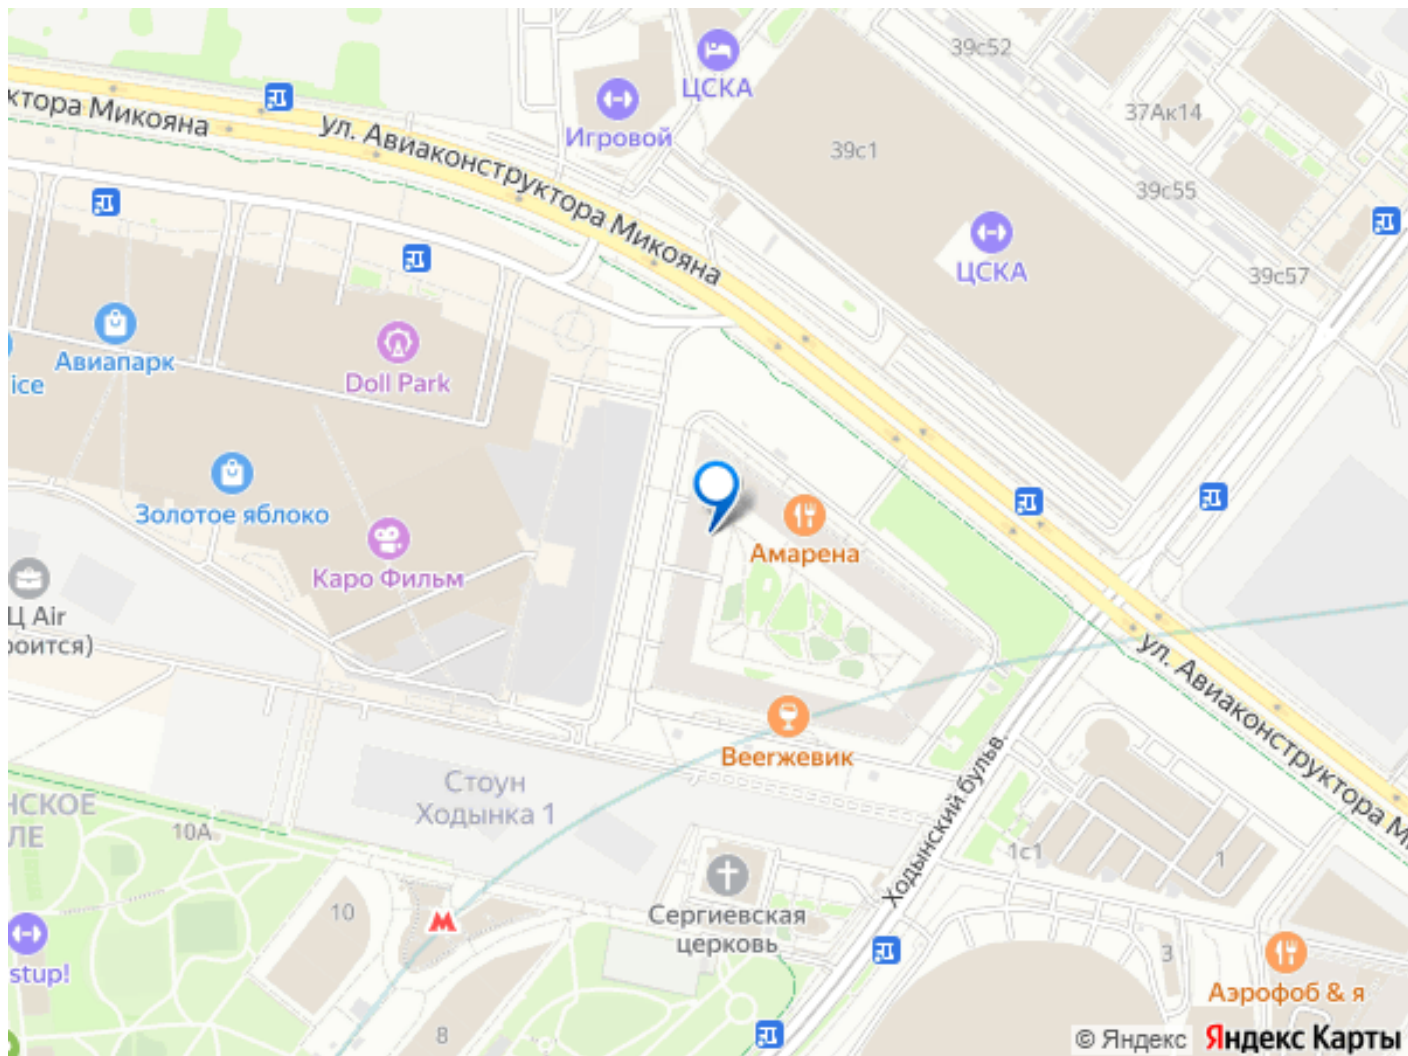 39с52
ЦСКА
ктора Микояна
ул. Авиаконструктора Микояна
Игровой
37Ак14
39с1
39с55
ЦСКА
39с57
Авиапарк
ice
Doll Park
Золотое яблоко
Амарена
Каро Фильм
Ц Air
роится)
ул. Авиаконструктора М
Веегжевик
Стоун
Ходынка 1
Ходынский бульв.
НСКОЕ
ЛЕ
10А
1с1
1
10
Сергиевская
церковь
stup!
3
Аэрофоб & я
8
© Яндекс
Яндекс Карты